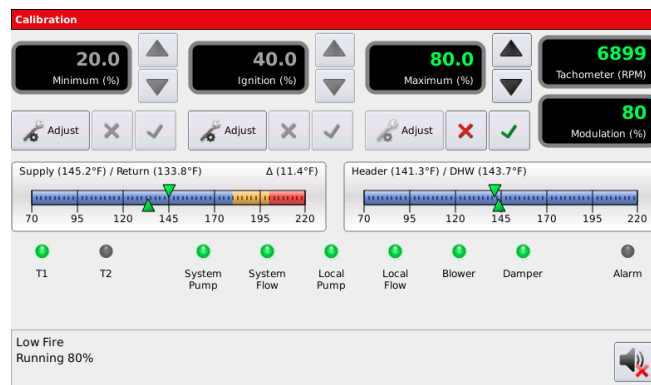 Calibration
20.0
Minimum (%)
40.0
Ignition (%)
80.0
Maximum (%)
6899
Tachometer (RPM)
Adjust
Adjust
Adjust
80
Modulation (%)
Supply (145.2°F) / Return (133.8°F) Δ (11.4°F)
70 95 120 145 170 195 220
Header (141.3°F) / DHW (143.7°F)
70 95 120 145 170 195 220
T1
T2
System
Pump
System
Flow
Local
Pump
Local
Flow
Blower
Damper
Alarm
Low Fire
Running 80%